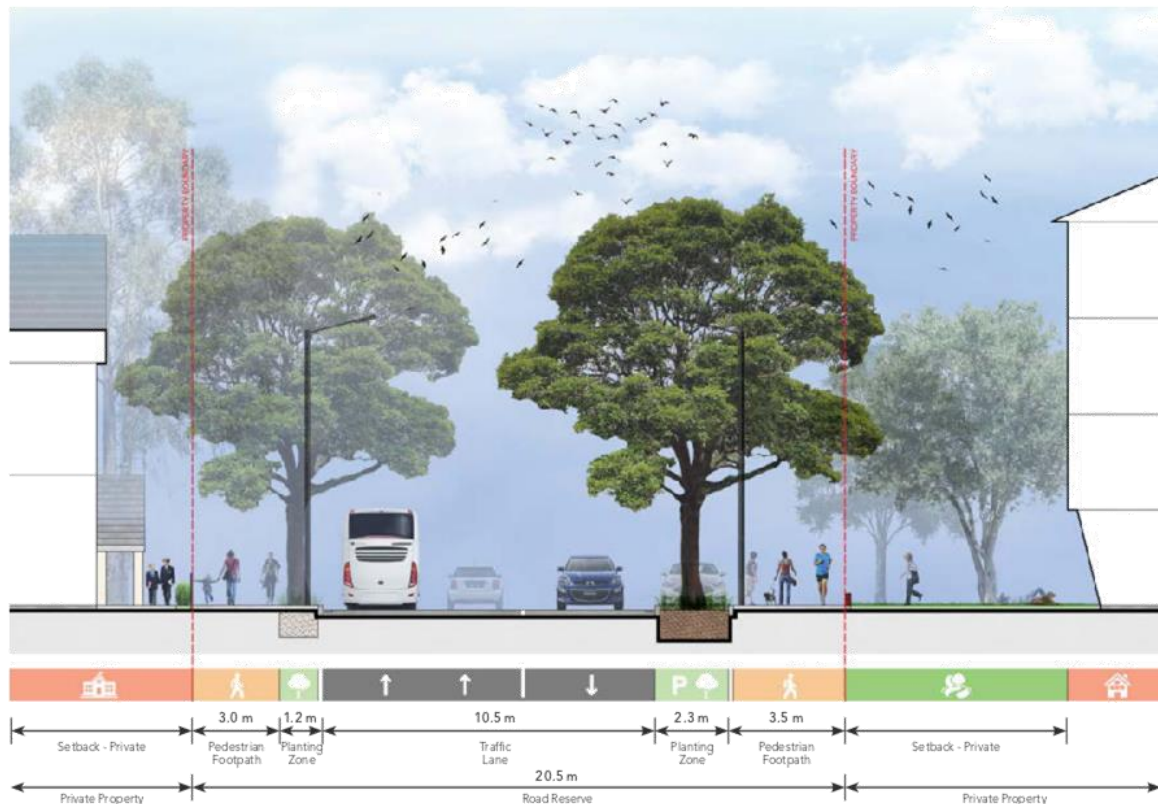 PROPERTY BOUNDARY
PROPERTY BOUNDARY
P
3.0 m
1.2 m
10.5 m
2.3 m
3.5 m
Setback - Private
Pedestrian
Footpath
Planting
Zone
Traffic
Lane
Planting
Zone
Pedestrian
Footpath
Setback - Private
20.5 m
Private Property
Road Reserve
Private Property